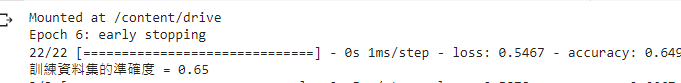 Mounted at /content/drive
Epoch 6: early stopping
22/22 [==============================] - 0s 1ms/step - loss: 0.5467 - accuracy: 0.649
訓練資料集的準確度 = 0.65